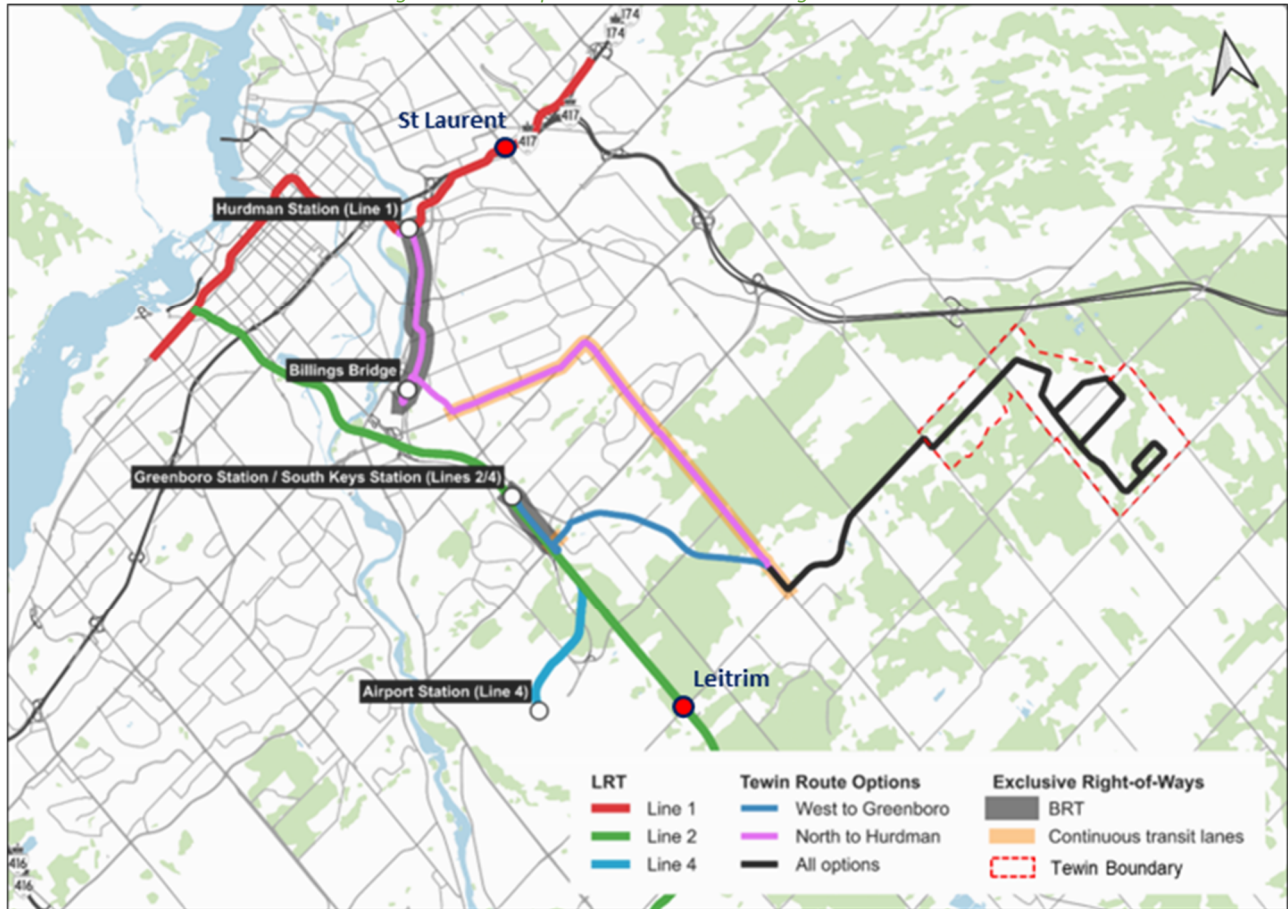 174
174
417
St Laurent
417
Hurdman Station (Line 1)
Billings Bridge
Greenboro Station / South Keys Station (Lines 2/4)
Leitrim
Airport Station (Line 4)
LRT
Line 1
Line 2
Line 4
Tewin Route Options
West to Greenboro
North to Hurdman
All options
Exclusive Right-of-Ways
BRT
Continuous transit lanes
Tewin Boundary
416
416